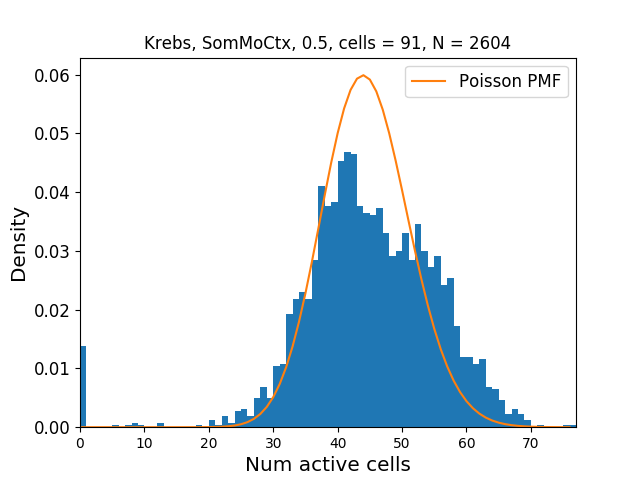 Krebs, SomMoCtx, 0.5, cells = 91, N = 2604
Poisson PMF
Density
0.06
0.05
0.04
0.03
0.02
0.01
0.00
0 10 20 30 40 50 60 70
Num active cells